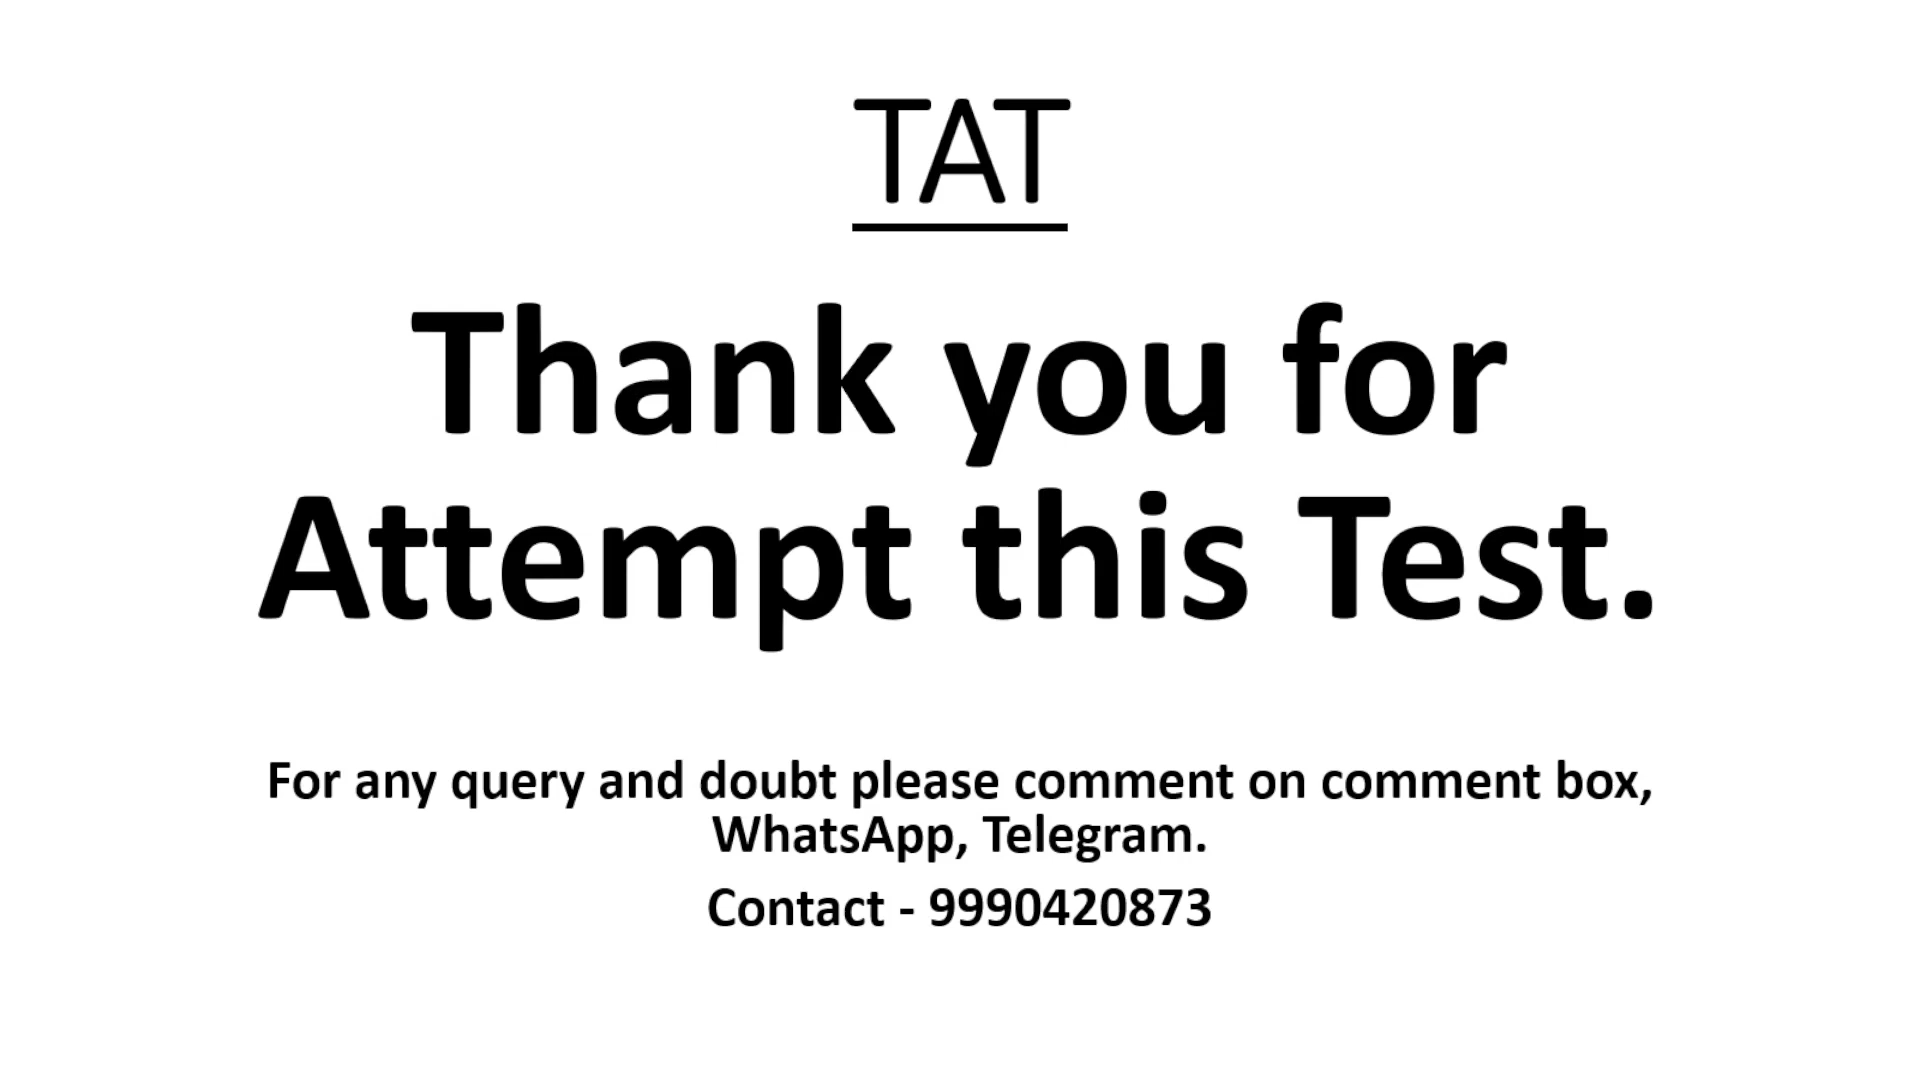 TAT
Thank you for
Attempt this Test.
For any query and doubt please comment on comment box,
WhatsApp, Telegram.
Contact - 9990420873